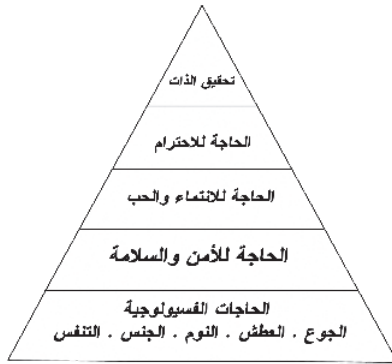 تحقيق الذات
الحاجة للاحترام
الحاجة للانتماء والحب
الحاجة للأمن والسلامة
الحاجات الفسيولوجية
الجوع . العطش . النوم . الجنس . التنفس